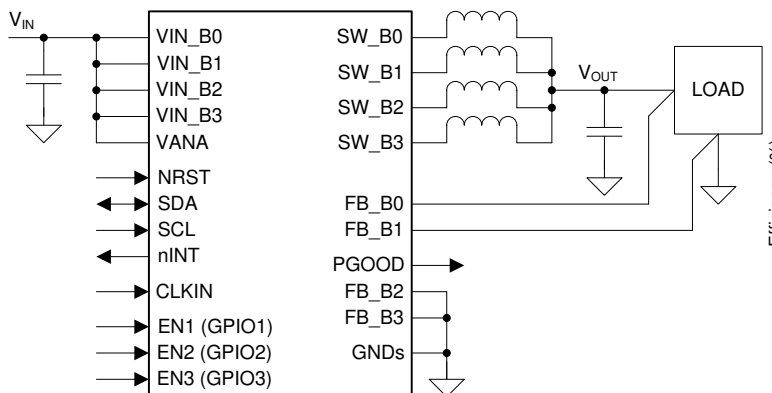 VIN
VIN_B0
VIN_B1
VIN_B2
VIN_B3
VANA
NRST
SDA
SCL
nINT
CLKIN
EN1 (GPIO1)
EN2 (GPIO2)
EN3 (GPIO3)
SW_B0
SW_B1
SW_B2
SW_B3
FB_B0
FB_B1
PGOOD
FB_B2
FB_B3
GNDs
VOUT
LOAD